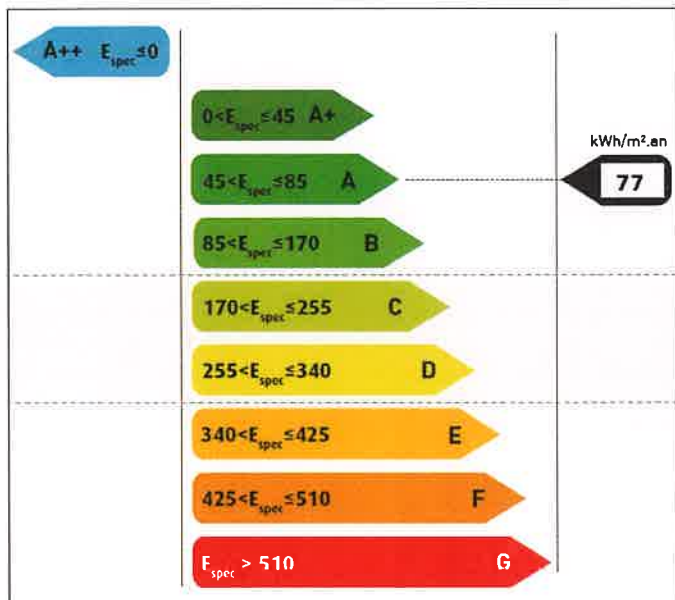 A++ Espec ≤0
0<Espec≤45 A+
kWh/m².an
45<Espec≤85 A
77
85<Espec≤170 B
170<Espec≤255 C
255<Espec≤340 D
340<Espec≤425 E
425<Espec≤510 F
Espec > 510 G